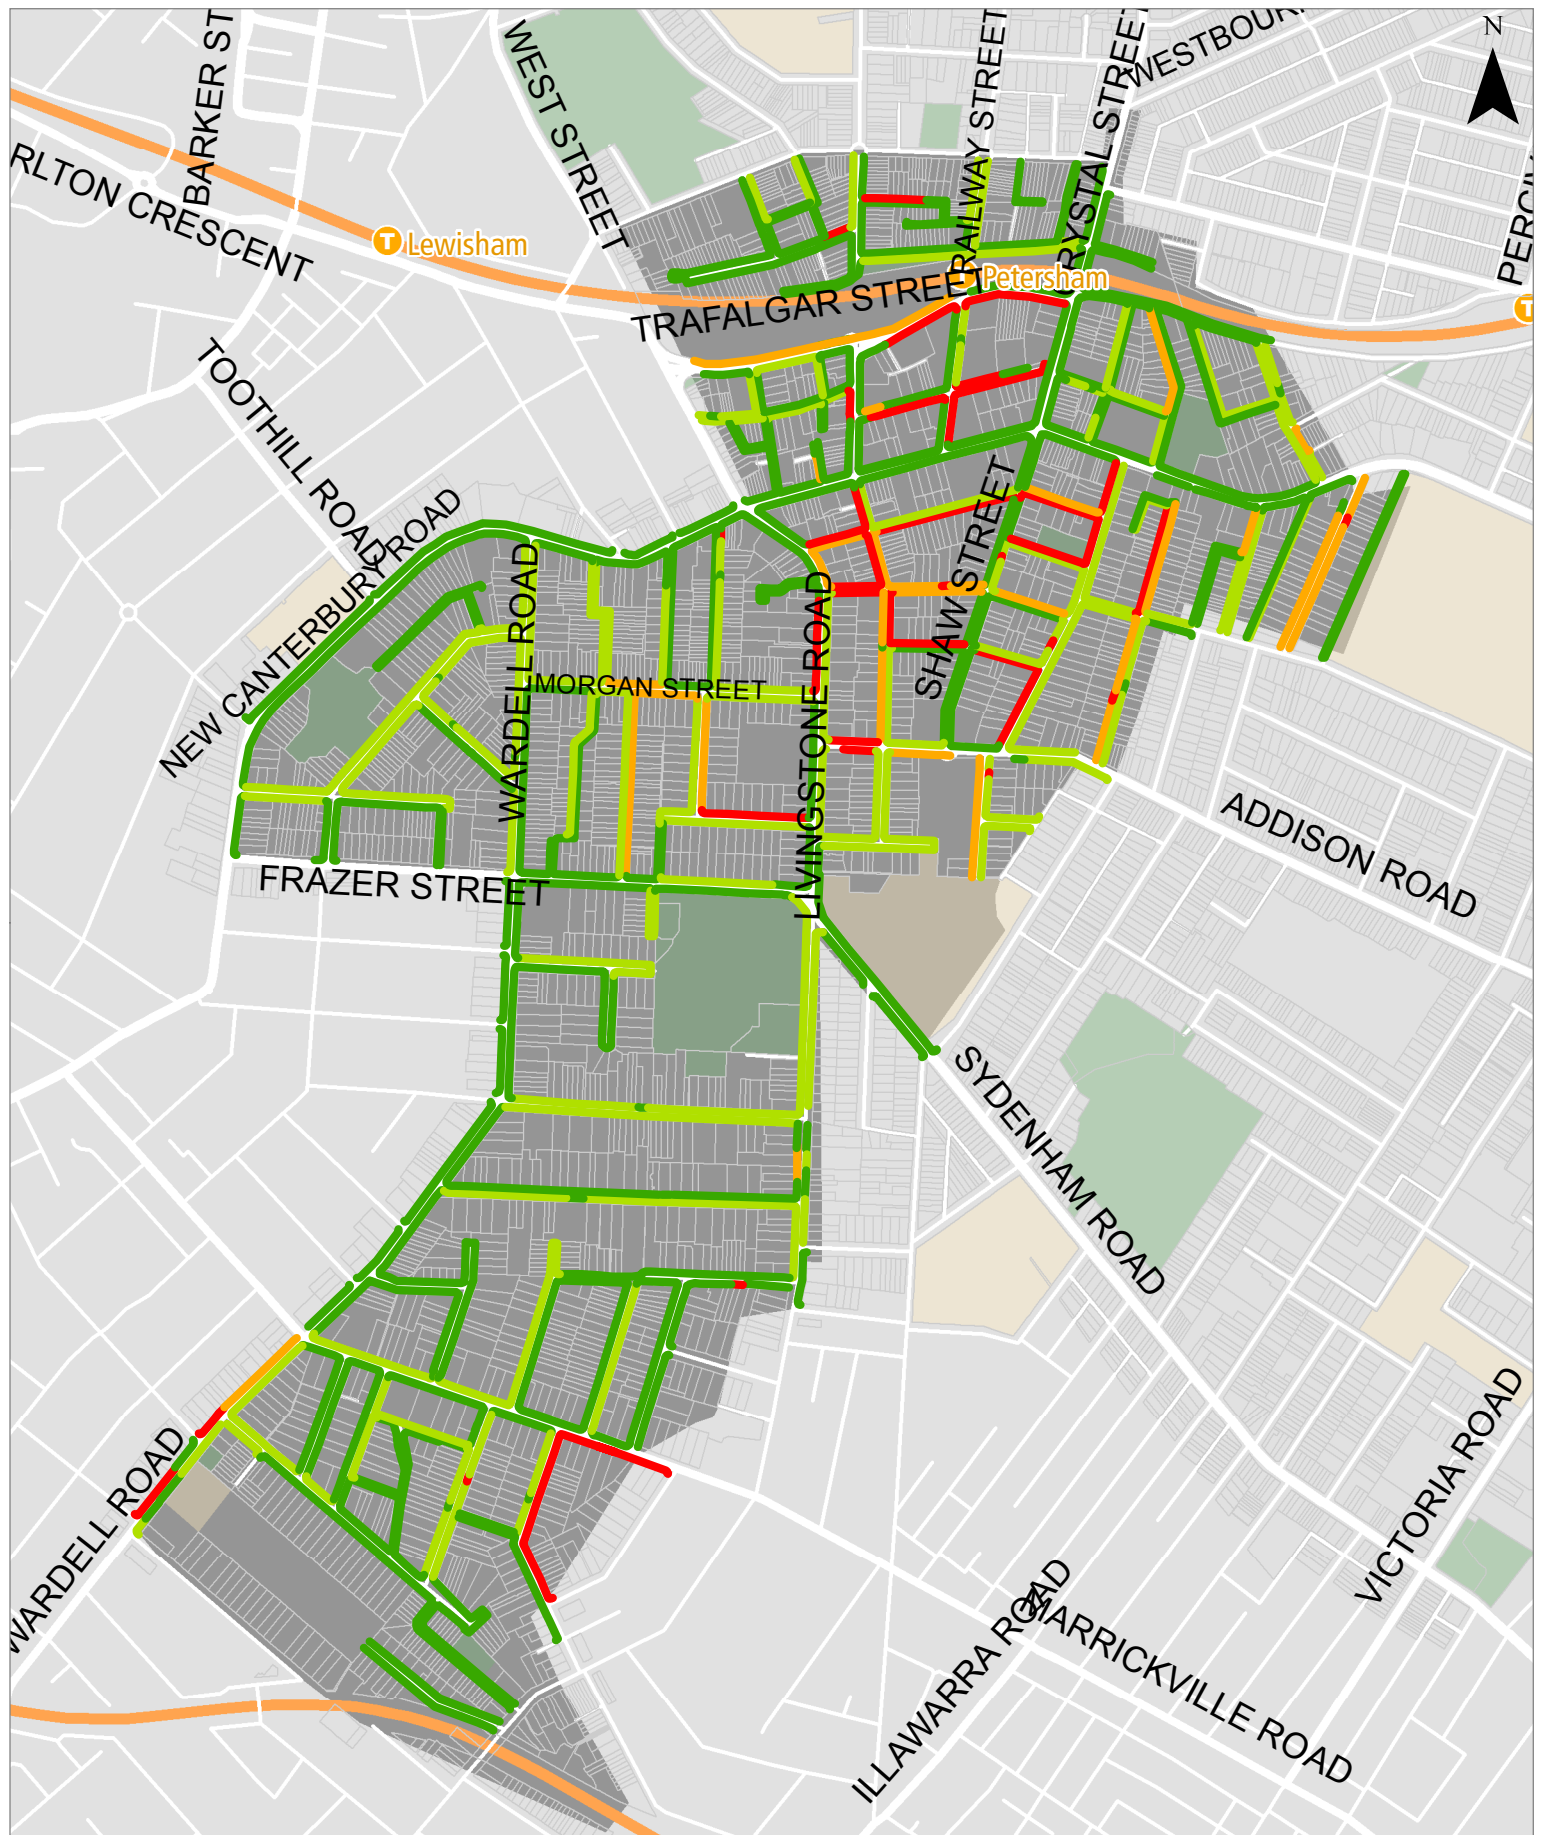 BARKER ST
WEST STREET
RAILWAY STREET
CRYSTAL STREET
WESTBOUR
N
PERCIV
RLTON CRESCENT
T Lewisham
T Petersham
T
TRAFALGAR STREET
TOOTHILL ROAD
NEW CANTERBURY ROAD
WARDELL ROAD
SHAW STREET
LIVINGSTONE ROAD
MORGAN STREET
ADDISON ROAD
FRAZER STREET
SYDENHAM ROAD
VICTORIA ROAD
WARDELL ROAD
ILLAWARRA ROAD
MARRICKVILLE ROAD